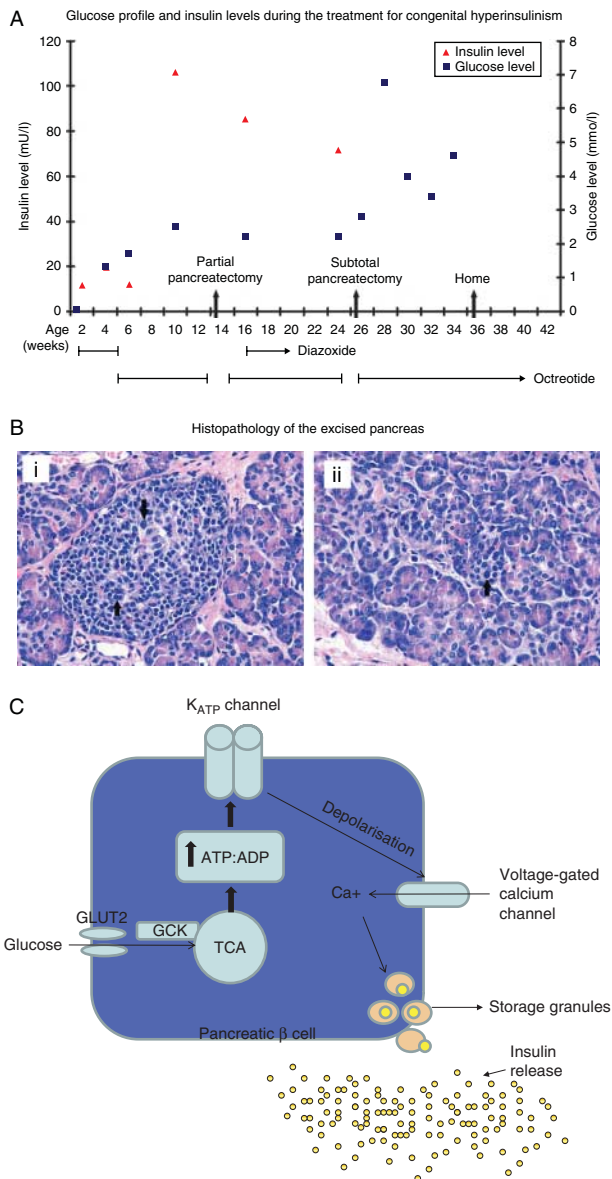 A
Glucose profile and insulin levels during the treatment for congenital hyperinsulinism
Insulin level
Glucose level
Insulin level (mU/l)
120
100
80
60
40
20
0
Glucose level (mmo/l)
8
7
6
5
4
3
2
1
0
Partial
pancreatectomy
Subtotal
pancreatectomy
Home
Age
(weeks)
2 4 6 8 10 12 14 16 18 20 22 24 26 28 30 32 34 36 38 40 42
Diazoxide
Octreotide
B
Histopathology of the excised pancreas
i
ii
C
K_ATP channel
Depolarisation
ATP:ADP
Ca+
Voltage-gated
calcium
channel
GLUT2
GCK
Glucose
TCA
Storage granules
Pancreatic β cell
Insulin
release